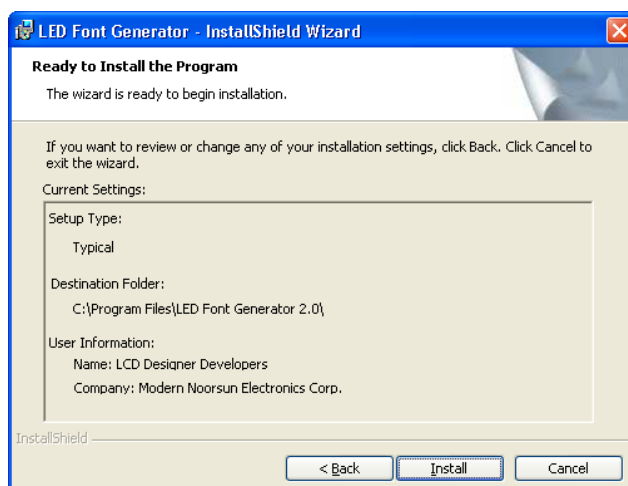 LED Font Generator - InstallShield Wizard
Ready to Install the Program
The wizard is ready to begin installation.
If you want to review or change any of your installation settings, click Back. Click Cancel to
exit the wizard.
Current Settings:
Setup Type:
Typical
Destination Folder:
C:\Program Files\LED Font Generator 2.0\
User Information:
Name: LCD Designer Developers
Company: Modern Noorsun Electronics Corp.
InstallShield
< Back Install Cancel